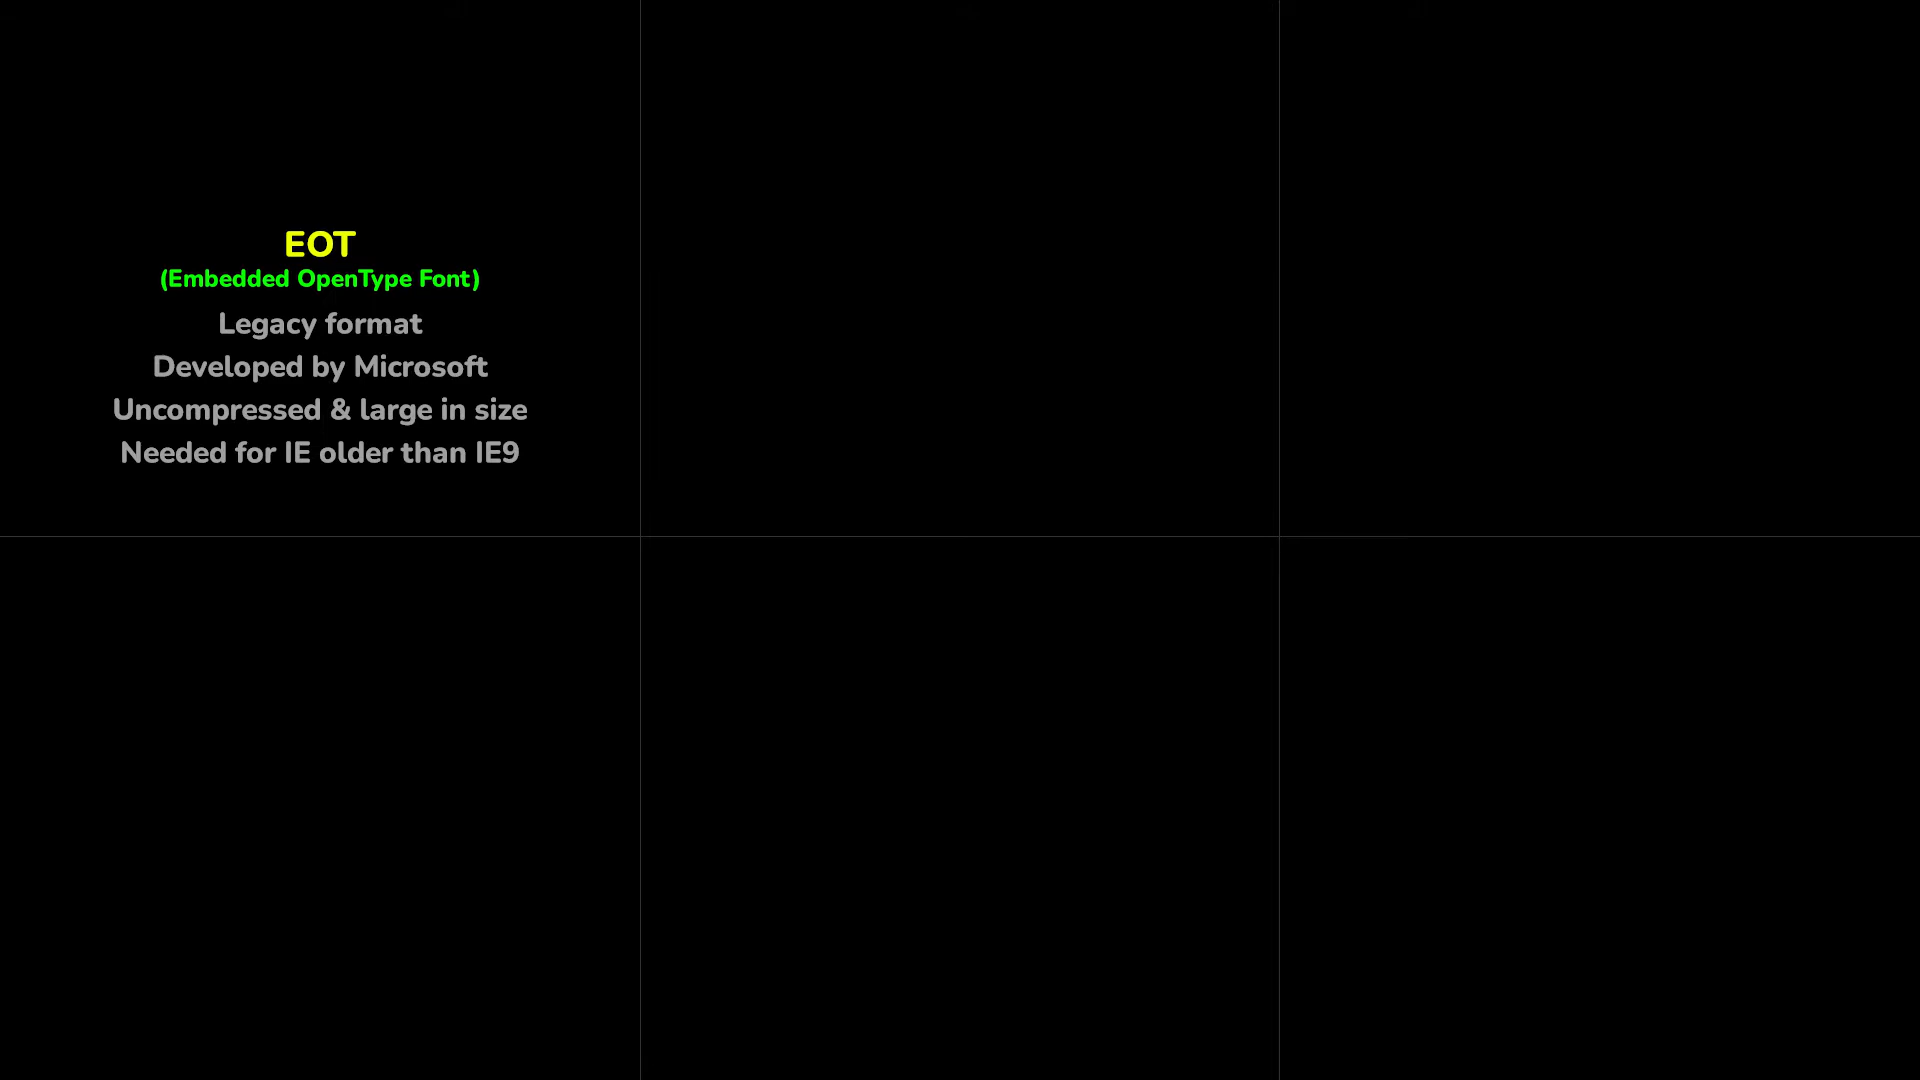 EOT
(Embedded OpenType Font)
Legacy format
Developed by Microsoft
Uncompressed & large in size
Needed for IE older than IE9